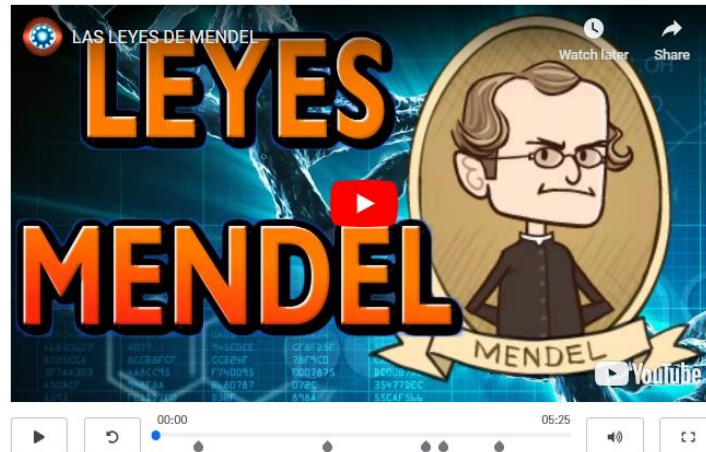 LAS LEYES DE MENDEL
Watch later
Share
LEYES
MENDEL
MENDEL
YouTube
00:00
05:25